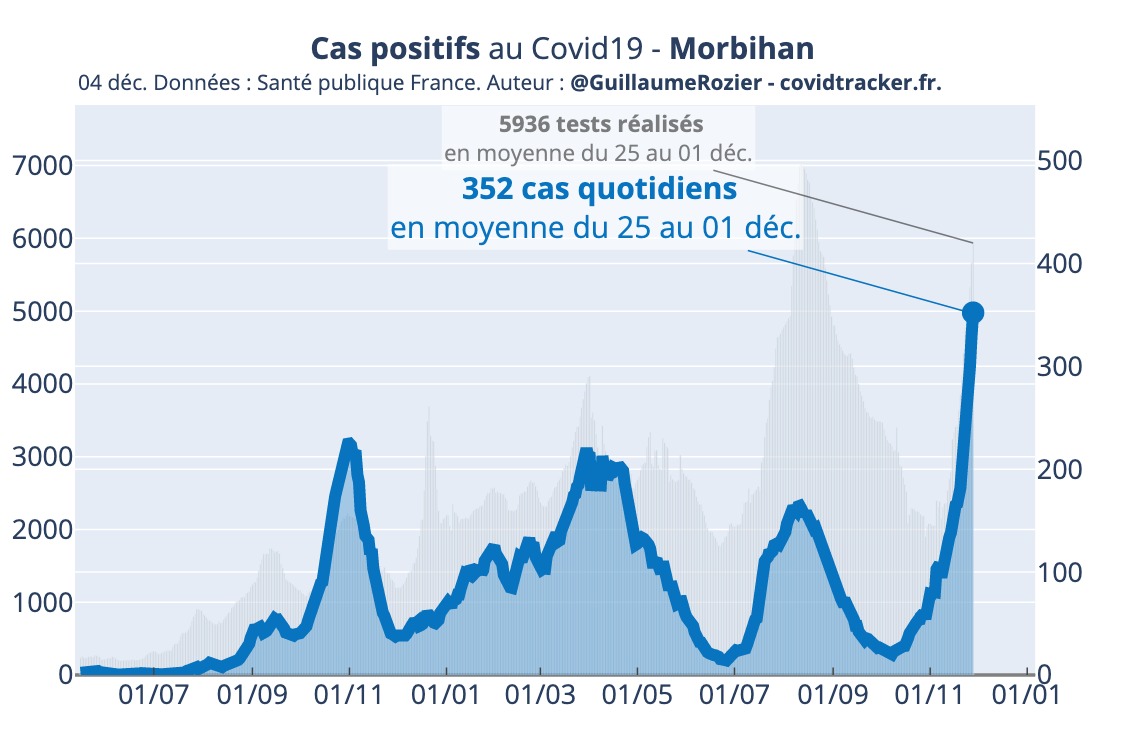 Cas positifs au Covid19 - Morbihan
04 déc. Données : Santé publique France. Auteur : @GuillaumeRozier - covidtracker.fr.
5936 tests réalisés
en moyenne du 25 au 01 déc.
352 cas quotidiens
en moyenne du 25 au 01 déc.
7000
6000
5000
4000
3000
2000
1000
0
500
400
300
200
100
0
01/07 01/09 01/11 01/01 01/03 01/05 01/07 01/09 01/11 01/01